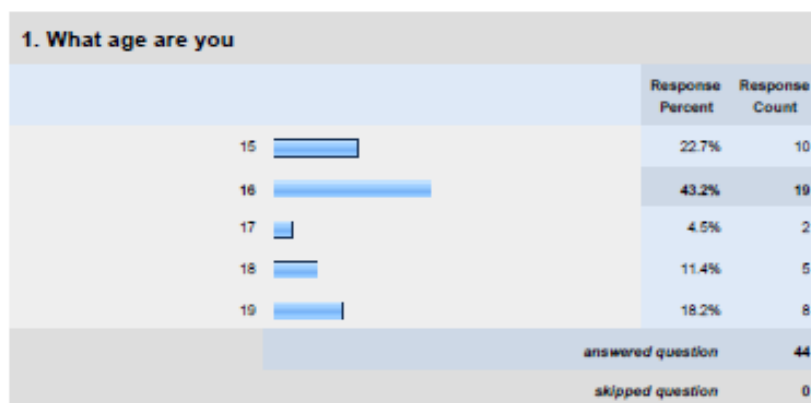 1. What age are you
Response Percent Response Count
15 22.7% 10
16 43.2% 19
17 4.5% 2
18 11.4% 5
19 18.2% 8
answered question 44
skipped question 0